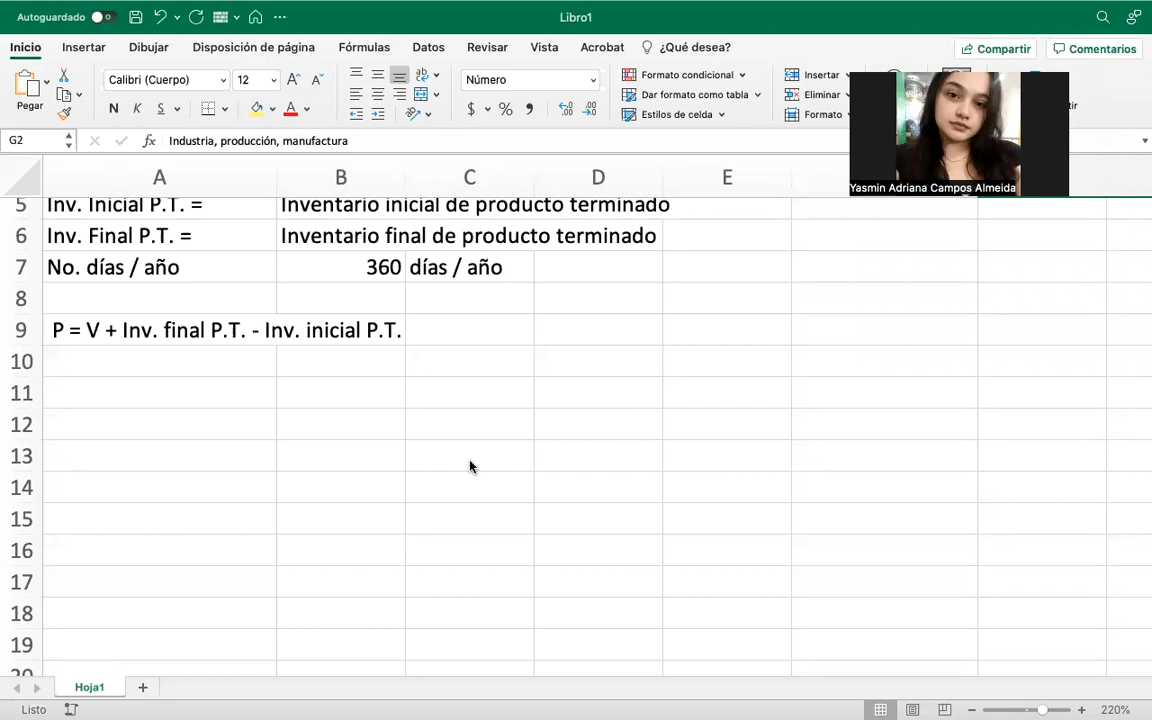 Autoguardado
Libro1
Inicio Insertar Dibujar Disposición de página Fórmulas Datos Revisar Vista Acrobat ¿Qué desea? Compartir Comentarios
Pegar
Calibri (Cuerpo) 12
N K S
Número
$ % 
Formato condicional
Dar formato como tabla
Estilos de celda
Insertar
Eliminar
Formato
Yasmin Adriana Campos Almeida
G2 fx Industria, producción, manufactura
A B C D E
5 Inv. Inicial P.T. = Inventario inicial de producto terminado
6 Inv. Final P.T. = Inventario final de producto terminado
7 No. días / año 360 días / año
8
9 P = V + Inv. final P.T. - Inv. inicial P.T.
10
11
12
13
14
15
16
17
18
19
20
Hoja1
Listo 220%